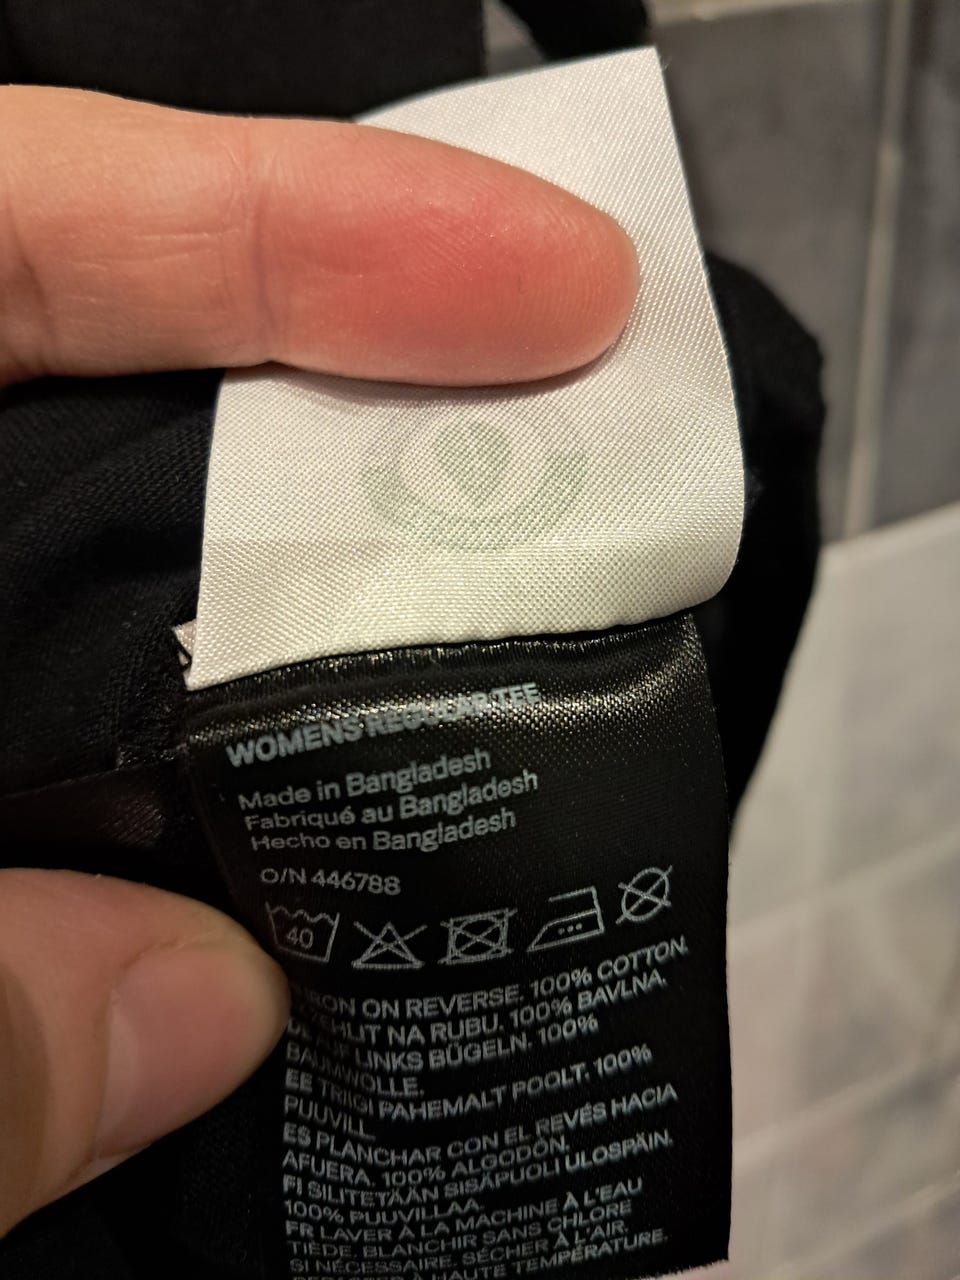 WOMENS REGULAR TEE
Made in Bangladesh
Fabriqué au Bangladesh
Hecho en Bangladesh
O/N 446788
40
IRON ON REVERSE. 100% COTTON.
NA RUBU. 100% BAVLNA.
LINKS BÜGELN. 100%
BAUMWOLLE.
EE TRIIGI PAHEMALT POOLT. 100%
PUUVILL.
ES PLANCHAR CON EL REVÉS HACIA
AFUERA. 100% ALGODÓN.
FI SILITETÄÄN SISÄPUOLI ULOSPÄIN.
100% PUUVILLAA.
FR LAVER À LA MACHINE À L'EAU
TIÈDE. BLANCHIR SANS CHLORE
SI NÉCESSAIRE. SÉCHER À L'AIR.
REPASSER À HAUTE TEMPÉRATURE.